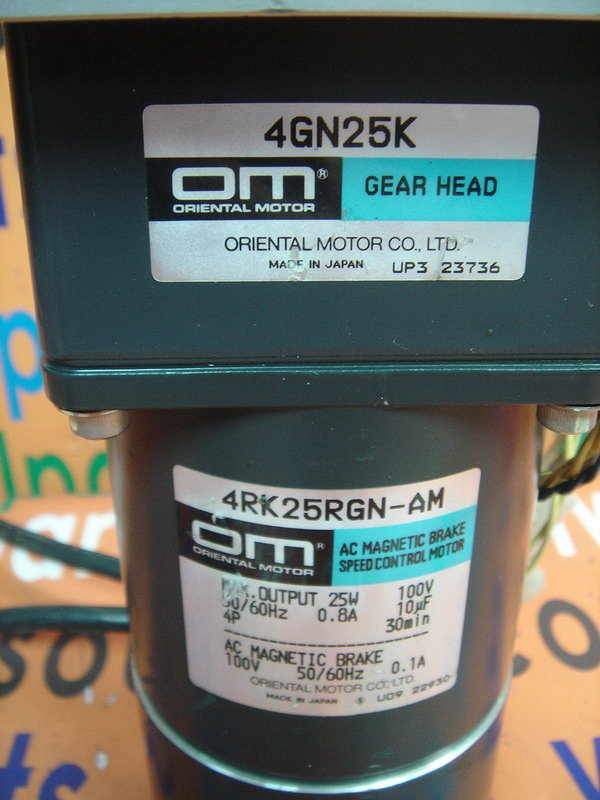 4GN25K
OM®
ORIENTAL MOTOR
GEAR HEAD
ORIENTAL MOTOR CO., LTD.
MADE IN JAPAN UP3 23736
4RK25RGN-AM
OM®
ORIENTAL MOTOR
AC MAGNETIC BRAKE
SPEED CONTROL MOTOR
OUTPUT 25W 100V
50/60Hz 0.8A 10µF
4P 30min
AC MAGNETIC BRAKE
100V 50/60Hz 0.1A
ORIENTAL MOTOR CO., LTD.
MADE IN JAPAN UO9 22930